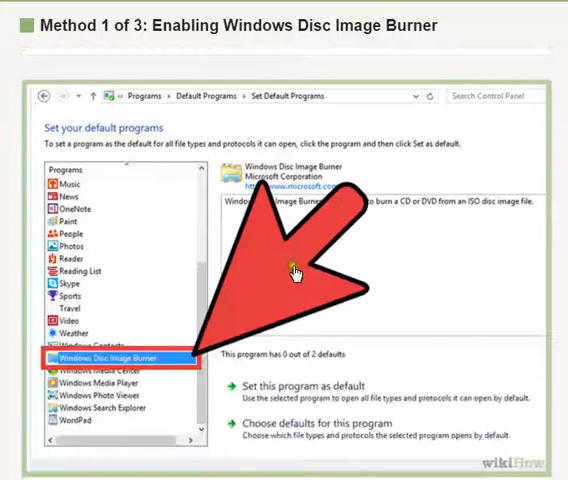 Method 1 of 3: Enabling Windows Disc Image Burner
Programs Default Programs Set Default Programs
Search Control Panel
Set your default programs
To set a program as the default for all file types and protocols it can open, click the program and then click Set as default.
Programs
Music
News
OneNote
Paint
People
Photos
Reader
Reading List
Skype
Sports
Travel
Video
Weather
Windows Contacts
Windows Disc Image Burner
Windows Media Center
Windows Media Player
Windows Photo Viewer
Windows Search Explorer
WordPad
Windows Disc Image Burner
Microsoft Corporation
www.microsoft.com
Image Burner to burn a CD or DVD from an ISO disc image file.
This program has 0 out of 2 defaults
Set this program as default
Use the selected program to open all file types and protocols it can open by default.
Choose defaults for this program
Choose which file types and protocols the selected program opens by default.
wikiHow